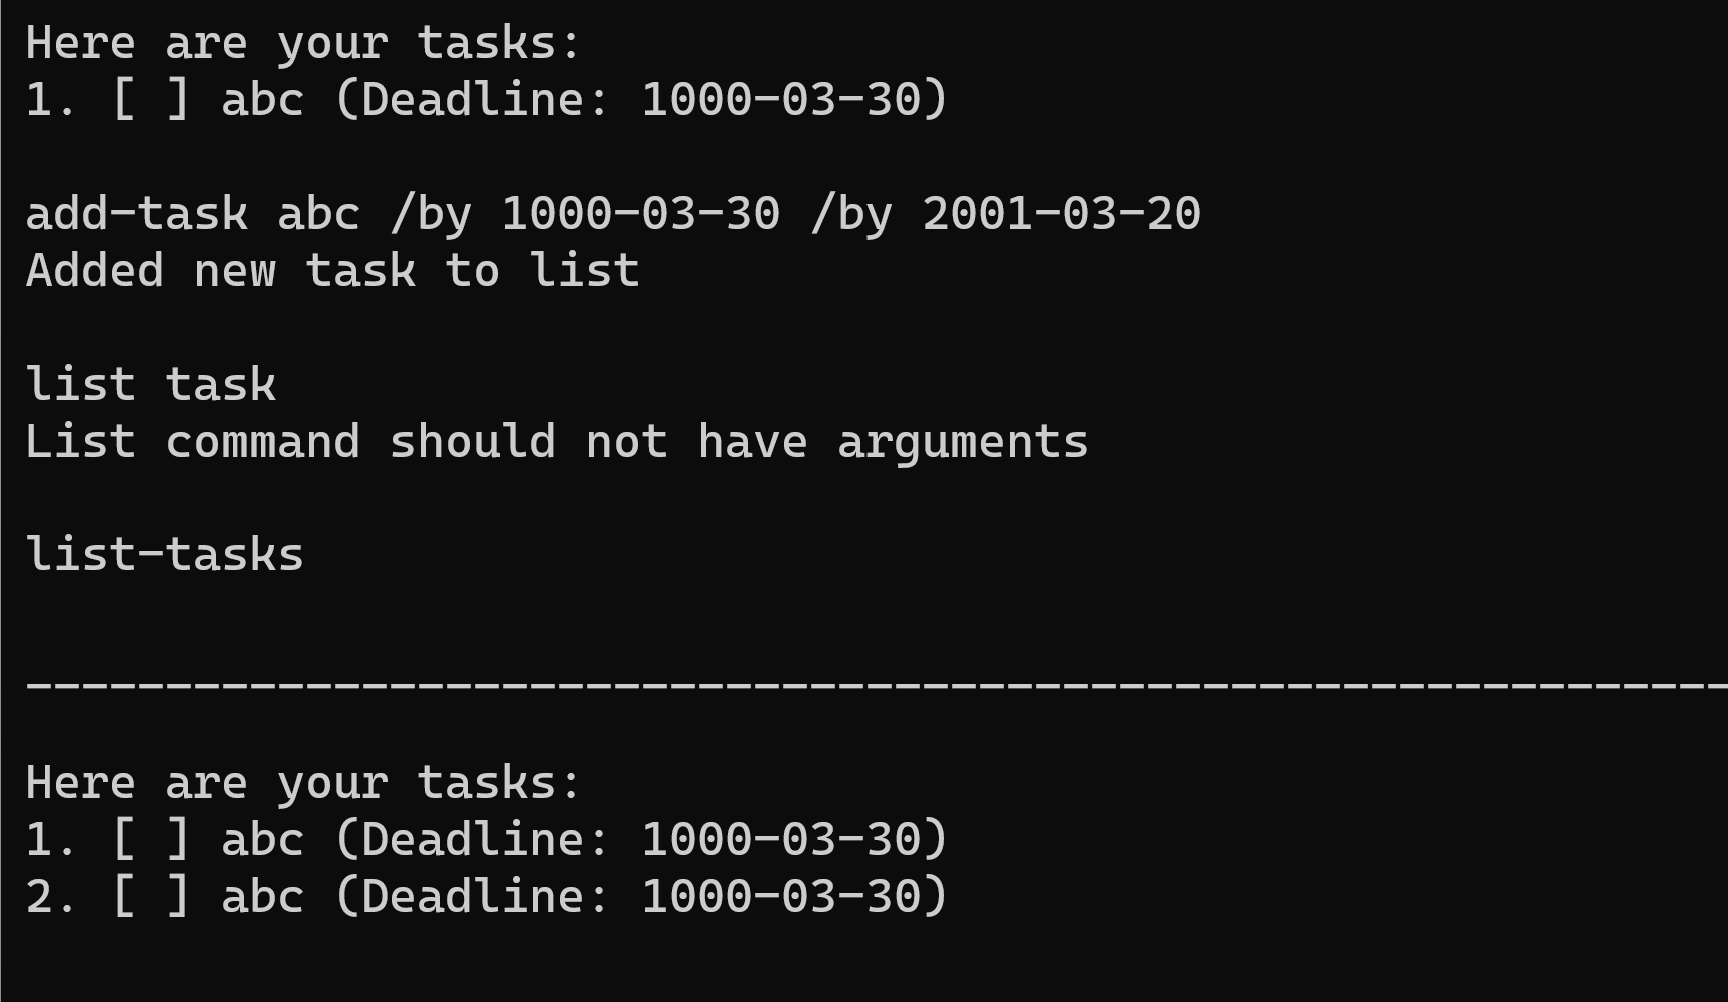 Here are your tasks:
1. [ ] abc (Deadline: 1000-03-30)
add-task abc /by 1000-03-30 /by 2001-03-20
Added new task to list
list task
List command should not have arguments
list-tasks
-------------------------------------------------------------
Here are your tasks:
1. [ ] abc (Deadline: 1000-03-30)
2. [ ] abc (Deadline: 1000-03-30)